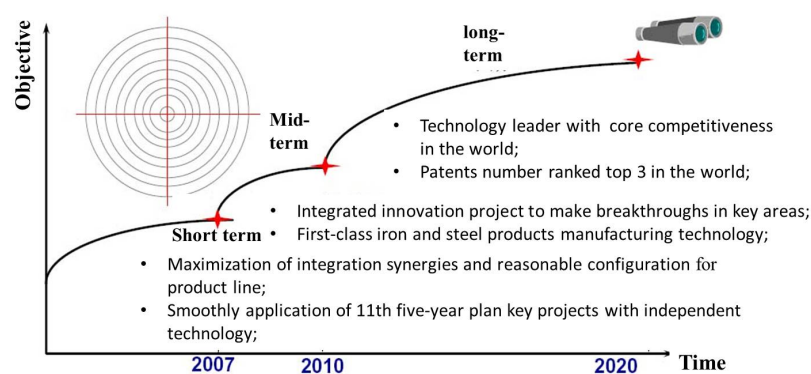 Objective
long-
term
Mid-
term
• Technology leader with core competitiveness
in the world;
• Patents number ranked top 3 in the world;
• Integrated innovation project to make breakthroughs in key areas;
Short term • First-class iron and steel products manufacturing technology;
• Maximization of integration synergies and reasonable configuration for
product line;
• Smoothly application of 11th five-year plan key projects with independent
technology;
2007 2010 2020 Time